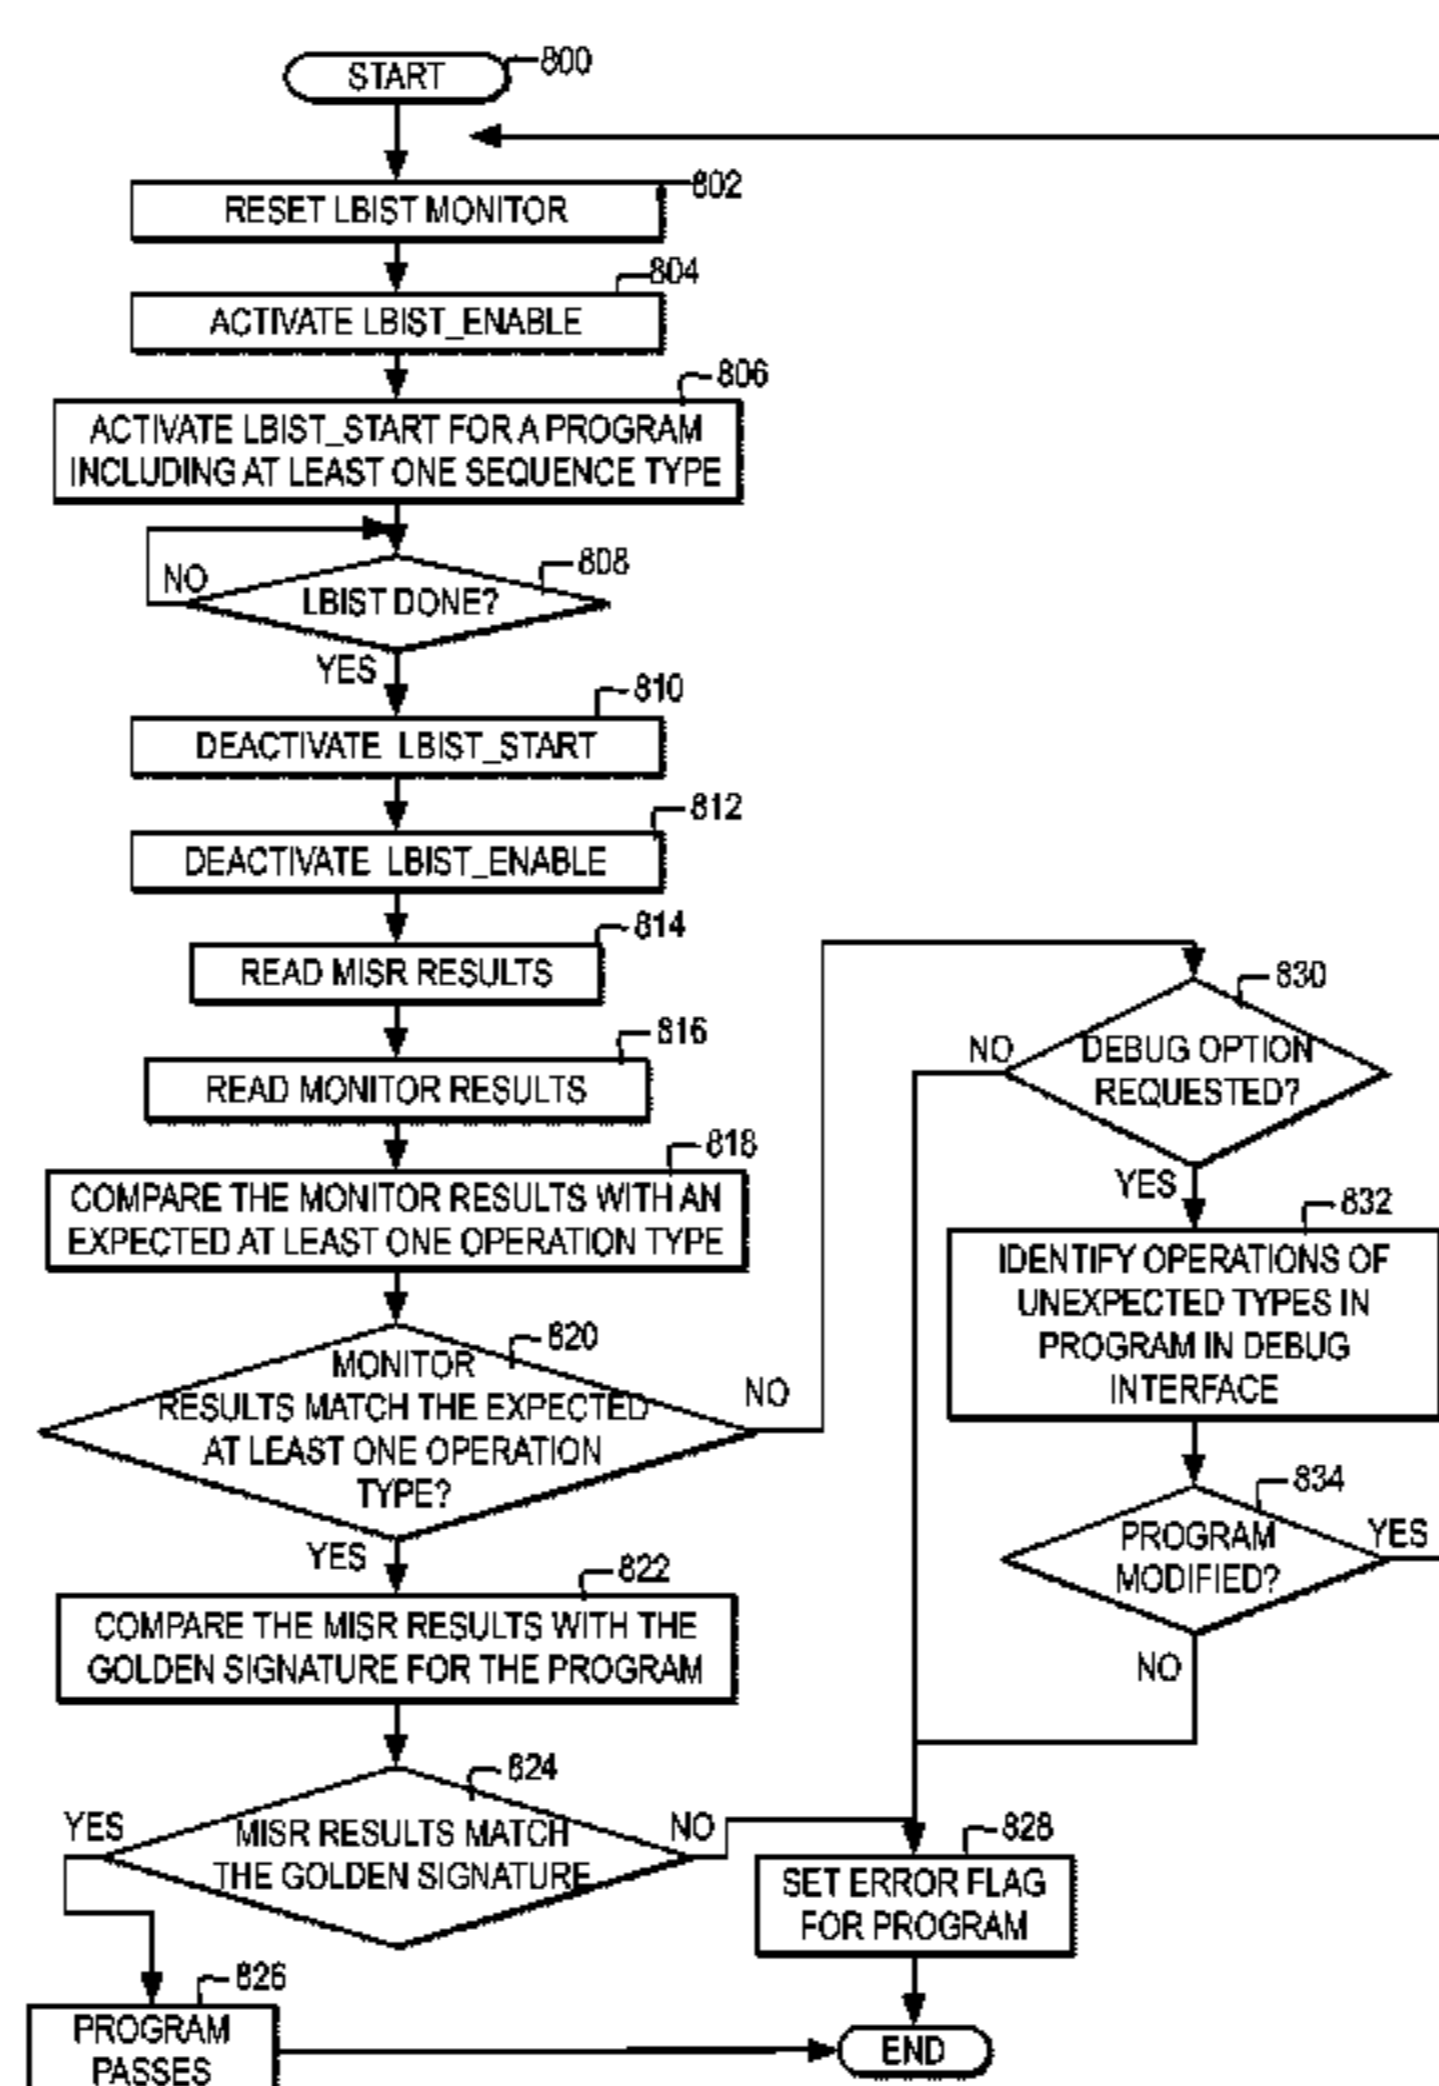 START
800
RESET LBIST MONITOR
802
ACTIVATE LBIST_ENABLE
804
ACTIVATE LBIST_START FOR A PROGRAM
INCLUDING AT LEAST ONE SEQUENCE TYPE
806
LBIST DONE?
808
NO
YES
DEACTIVATE LBIST_START
810
DEACTIVATE LBIST_ENABLE
812
READ MISR RESULTS
814
READ MONITOR RESULTS
816
COMPARE THE MONITOR RESULTS WITH AN
EXPECTED AT LEAST ONE OPERATION TYPE
818
MONITOR
RESULTS MATCH THE EXPECTED
AT LEAST ONE OPERATION
TYPE?
820
NO
YES
COMPARE THE MISR RESULTS WITH THE
GOLDEN SIGNATURE FOR THE PROGRAM
822
MISR RESULTS MATCH
THE GOLDEN SIGNATURE
824
YES
NO
PROGRAM
PASSES
826
DEBUG OPTION
REQUESTED?
830
NO
YES
IDENTIFY OPERATIONS OF
UNEXPECTED TYPES IN
PROGRAM IN DEBUG
INTERFACE
832
PROGRAM
MODIFIED?
834
YES
NO
SET ERROR FLAG
FOR PROGRAM
828
END